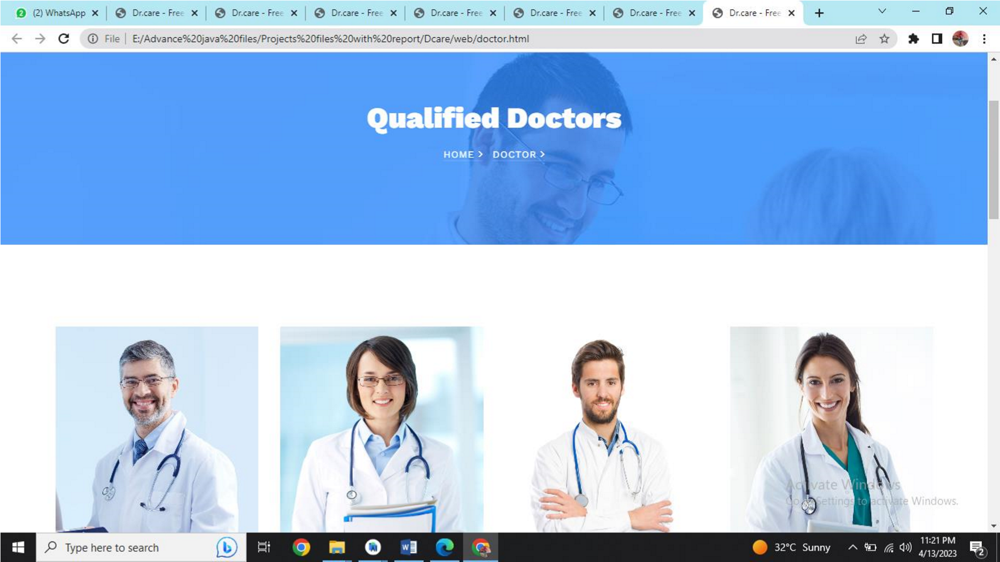 2 (2) WhatsApp Dr.care - Free Dr.care - Free Dr.care - Free Dr.care - Free Dr.care - Free Dr.care - Free Dr.care - Free
File | E:/Advance%20java%20files/Projects%20files%20with%20report/Dcare/web/doctor.html
Qualified Doctors
HOME > DOCTOR >
Activate Windows
Go to Settings to activate Windows.
Type here to search
32°C Sunny
11:21 PM
4/13/2023
2